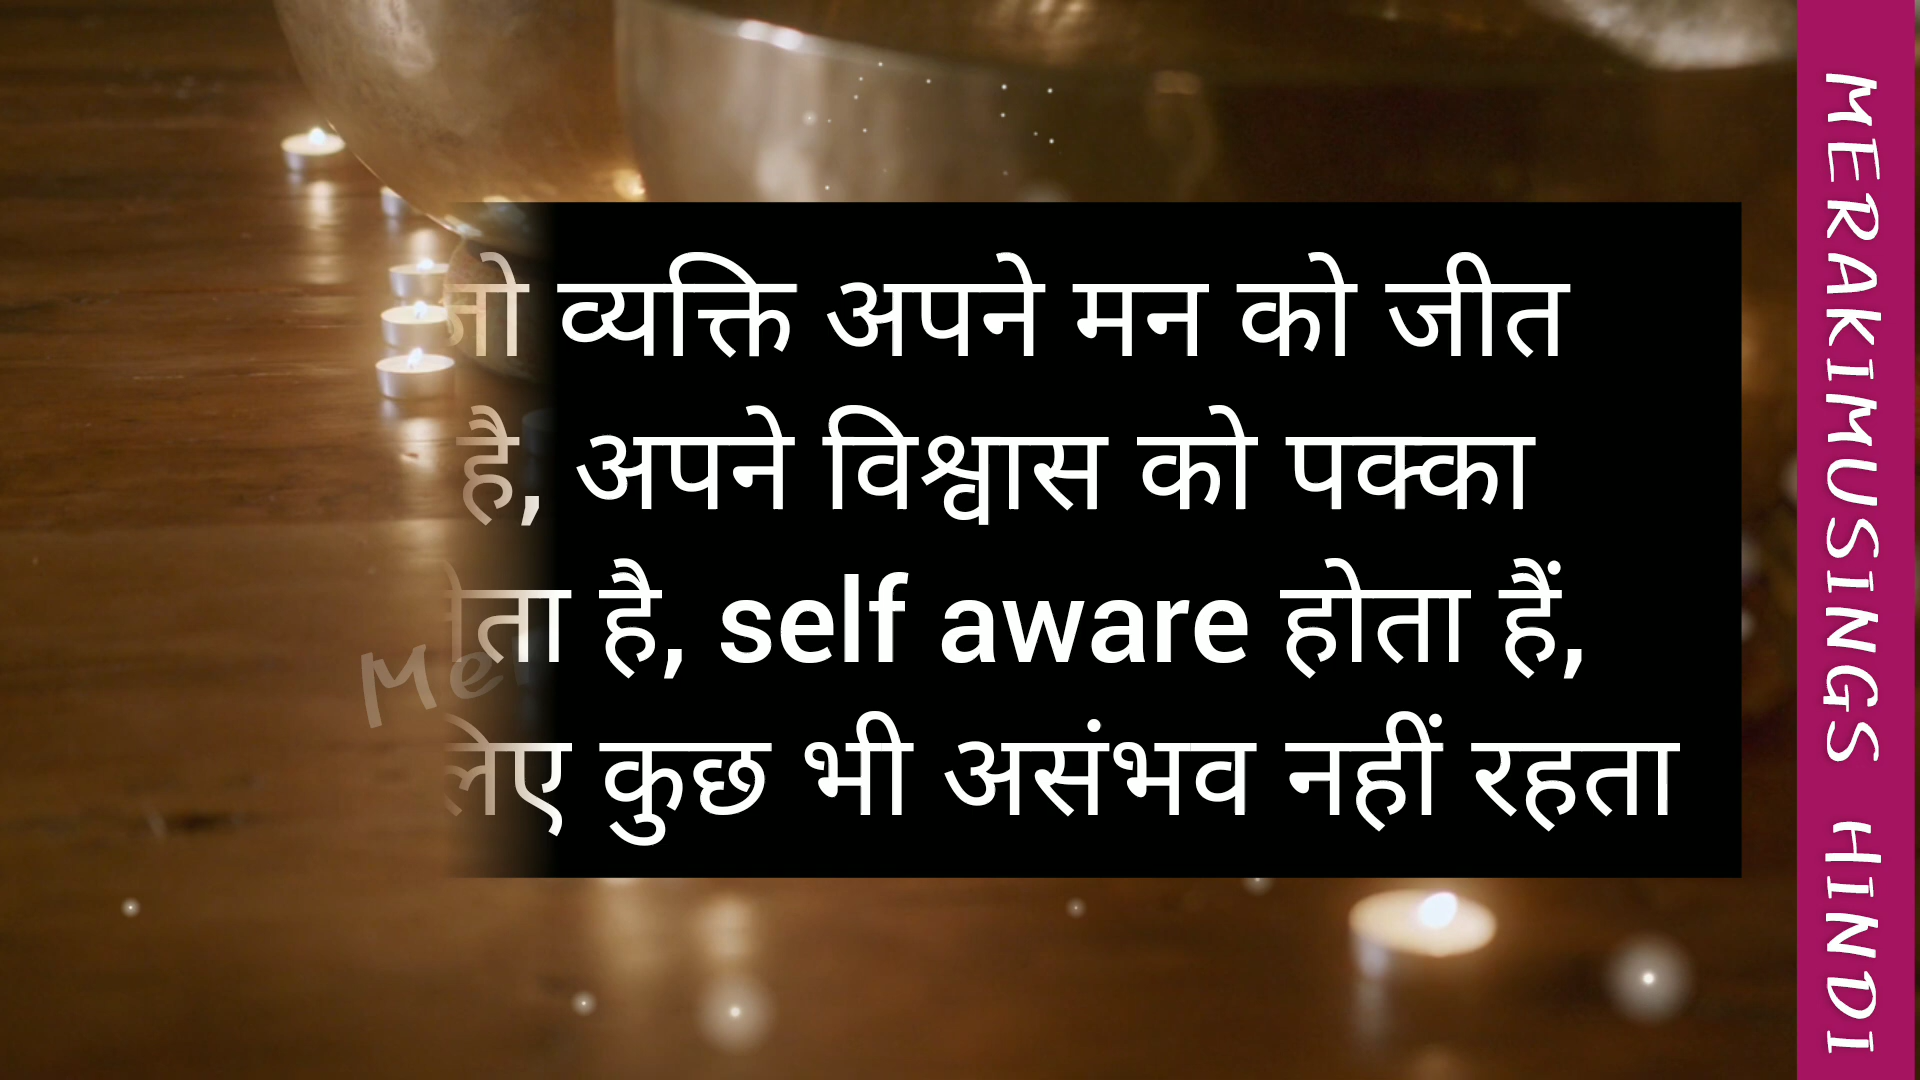 जो व्यक्ति अपने मन को जीत
है, अपने विश्वास को पक्का
है, self aware होता हैं,
कुछ भी असंभव नहीं रहता
MERAKIMUSINGS HINDI